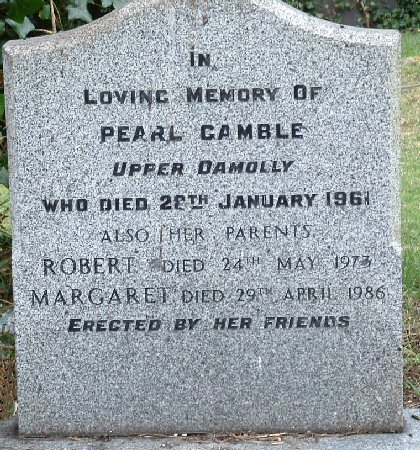 IN
LOVING MEMORY OF
PEARL GAMBLE
UPPER DAMOLLY
WHO DIED 28TH JANUARY 1961
ALSO HER PARENTS
ROBERT DIED 24TH MAY 1973
MARGARET DIED 29TH APRIL 1986
ERECTED BY HER FRIENDS